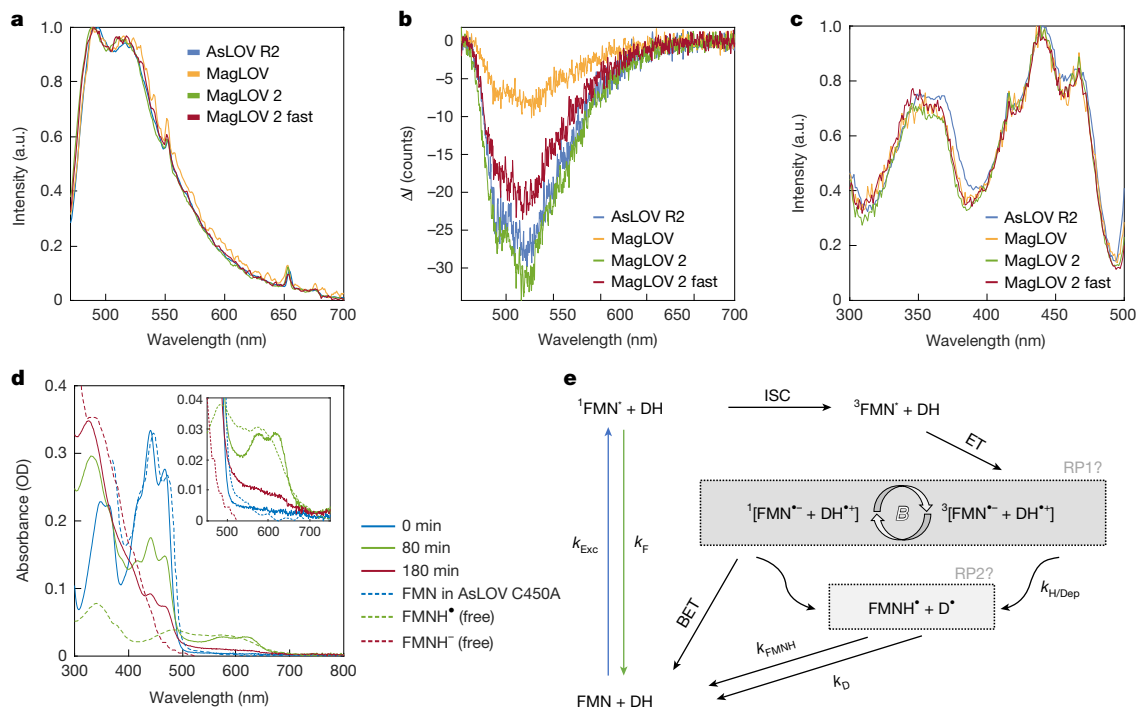 a
1.0
0.8
0.6
0.4
0.2
0
Intensity (a.u.)
500 550 600 650 700
Wavelength (nm)
AsLOV R2
MagLOV
MagLOV 2
MagLOV 2 fast
b
0
−5
−10
−15
−20
−25
−30
ΔI (counts)
500 550 600 650 700
Wavelength (nm)
AsLOV R2
MagLOV
MagLOV 2
MagLOV 2 fast
c
1.0
0.8
0.6
0.4
0.2
0
Intensity (a.u.)
300 350 400 450 500
Wavelength (nm)
AsLOV R2
MagLOV
MagLOV 2
MagLOV 2 fast
d
0.4
0.3
0.2
0.1
0
Absorbance (OD)
300 400 500 600 700 800
Wavelength (nm)
0.04
0.03
0.02
0.01
0
500 600 700 800
0 min
80 min
180 min
FMN in AsLOV C450A
FMNH• (free)
FMNH− (free)
e
¹FMN* + DH
ISC
³FMN* + DH
ET
RP1?
¹[FMN•− + DH•+]
B
³[FMN•− + DH•+]
kExc
kF
BET
RP2?
kH/Dep
FMNH• + D•
kFMNH
kD
FMN + DH